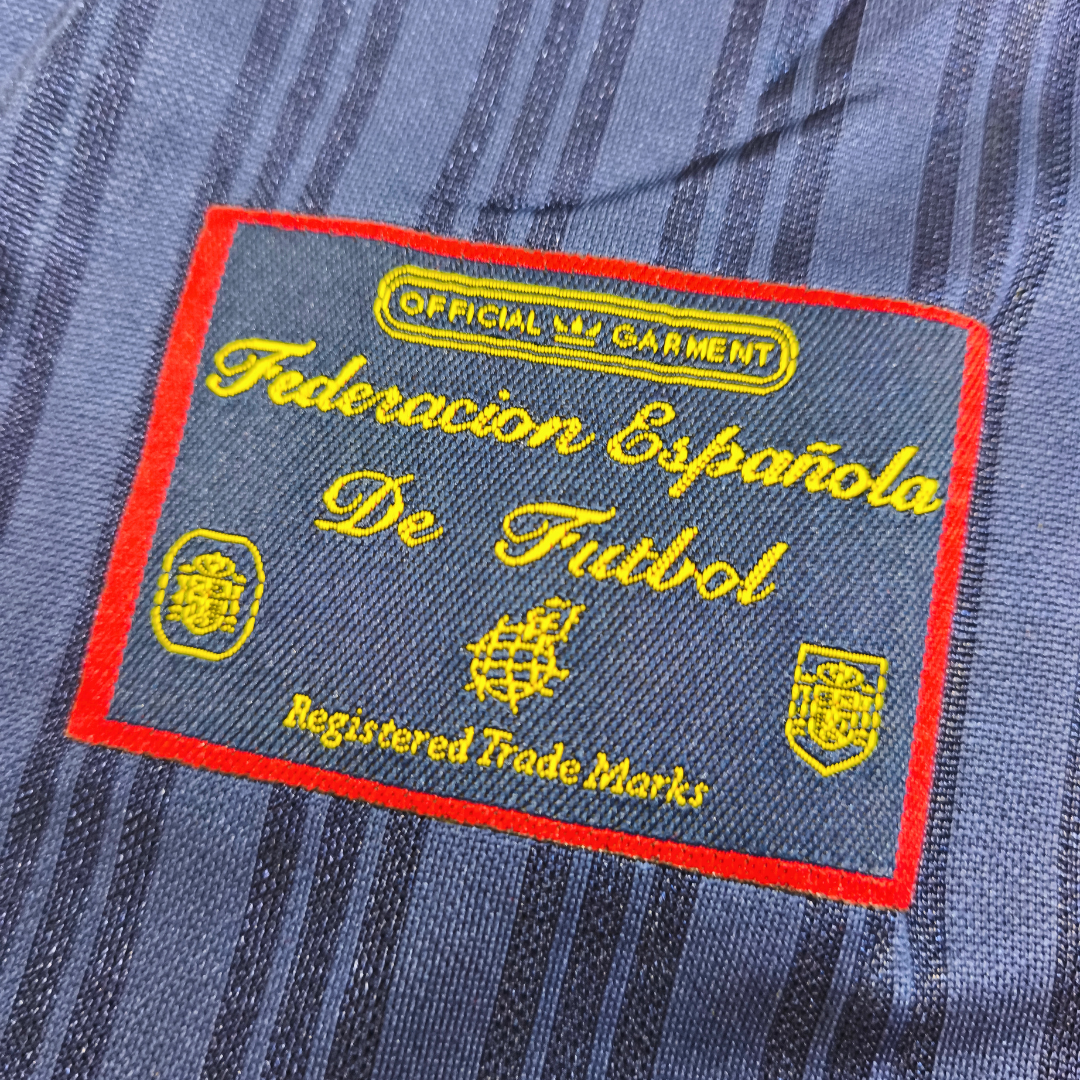 OFFICIAL GARMENT
Federacion Española
De Futbol
Registered Trade Marks